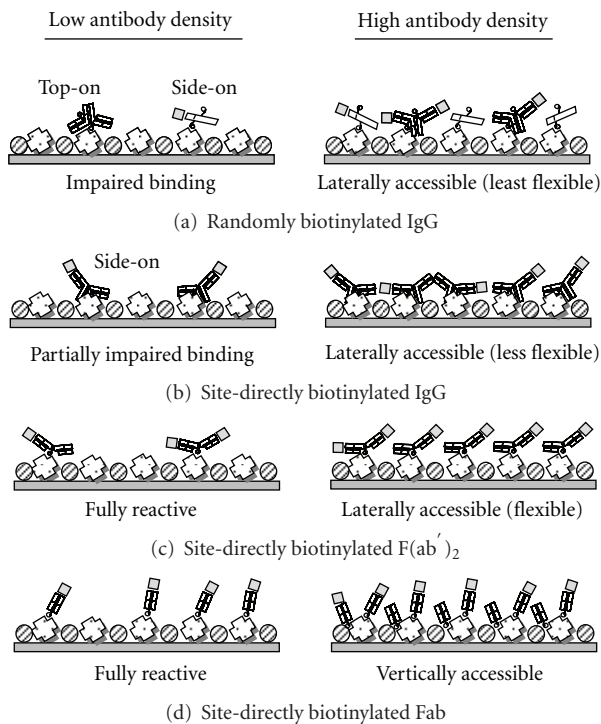 Low antibody density
High antibody density
Top-on
Side-on
Impaired binding
Laterally accessible (least flexible)
(a) Randomly biotinylated IgG
Side-on
Partially impaired binding
Laterally accessible (less flexible)
(b) Site-directly biotinylated IgG
Fully reactive
Laterally accessible (flexible)
(c) Site-directly biotinylated F(ab′)2
Fully reactive
Vertically accessible
(d) Site-directly biotinylated Fab